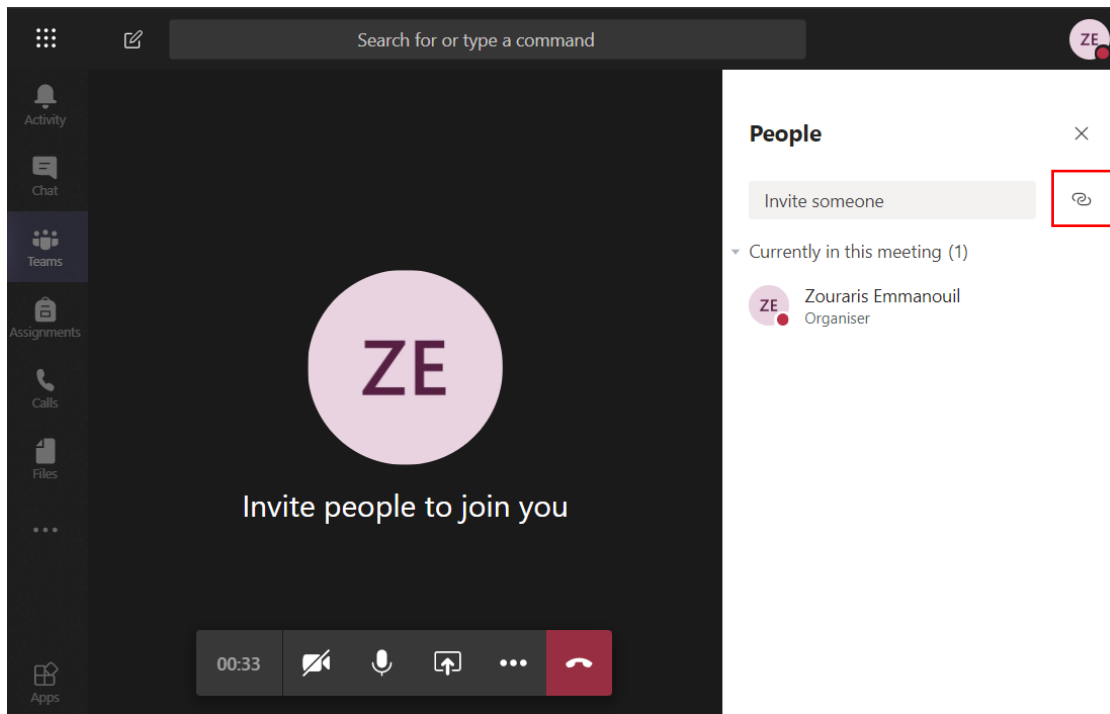 Search for or type a command
ZE
Activity
Chat
Teams
Assignments
Calls
Files
Apps
ZE
Invite people to join you
00:33
People
Invite someone
Currently in this meeting (1)
ZE
Zouraris Emmanouil
Organiser